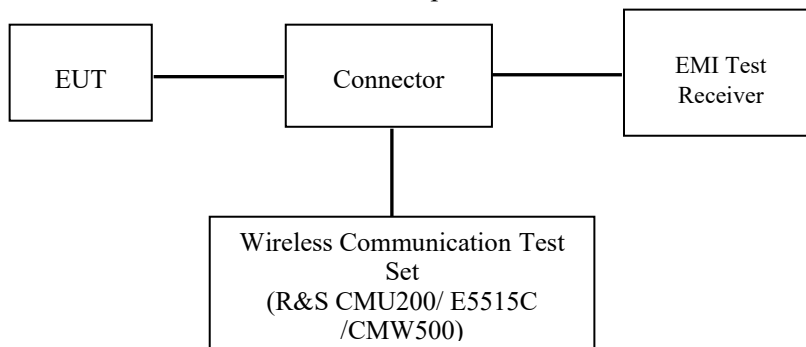 EUT
Connector
EMI Test
Receiver
Wireless Communication Test
Set
(R&S CMU200/ E5515C
/CMW500)